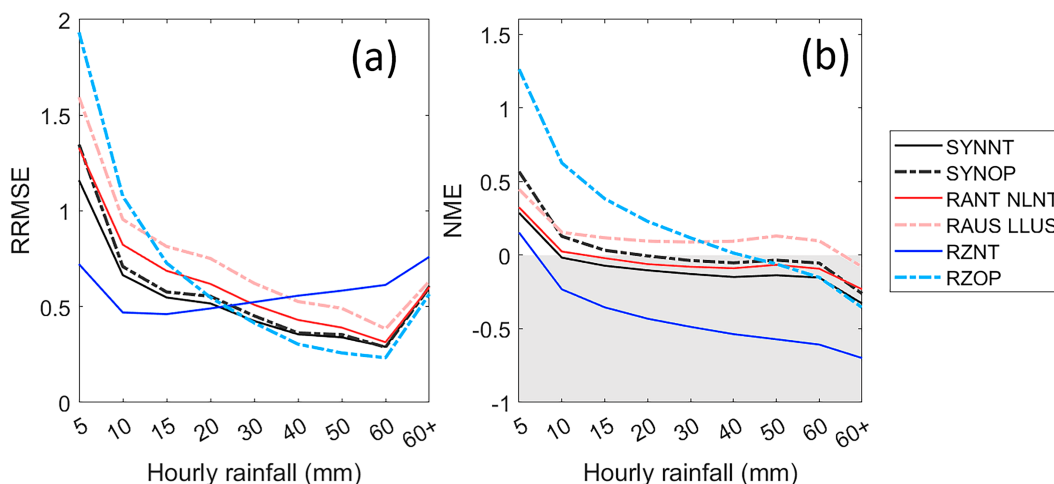 (a)
RRMSE
2
1.5
1
0.5
0
5 10 15 20 30 40 50 60 60+
Hourly rainfall (mm)
(b)
NME
1.5
1
0.5
0
-0.5
-1
5 10 15 20 30 40 50 60 60+
Hourly rainfall (mm)
SYNNT
SYNOP
RANT NLNT
RAUS LLUS
RZNT
RZOP